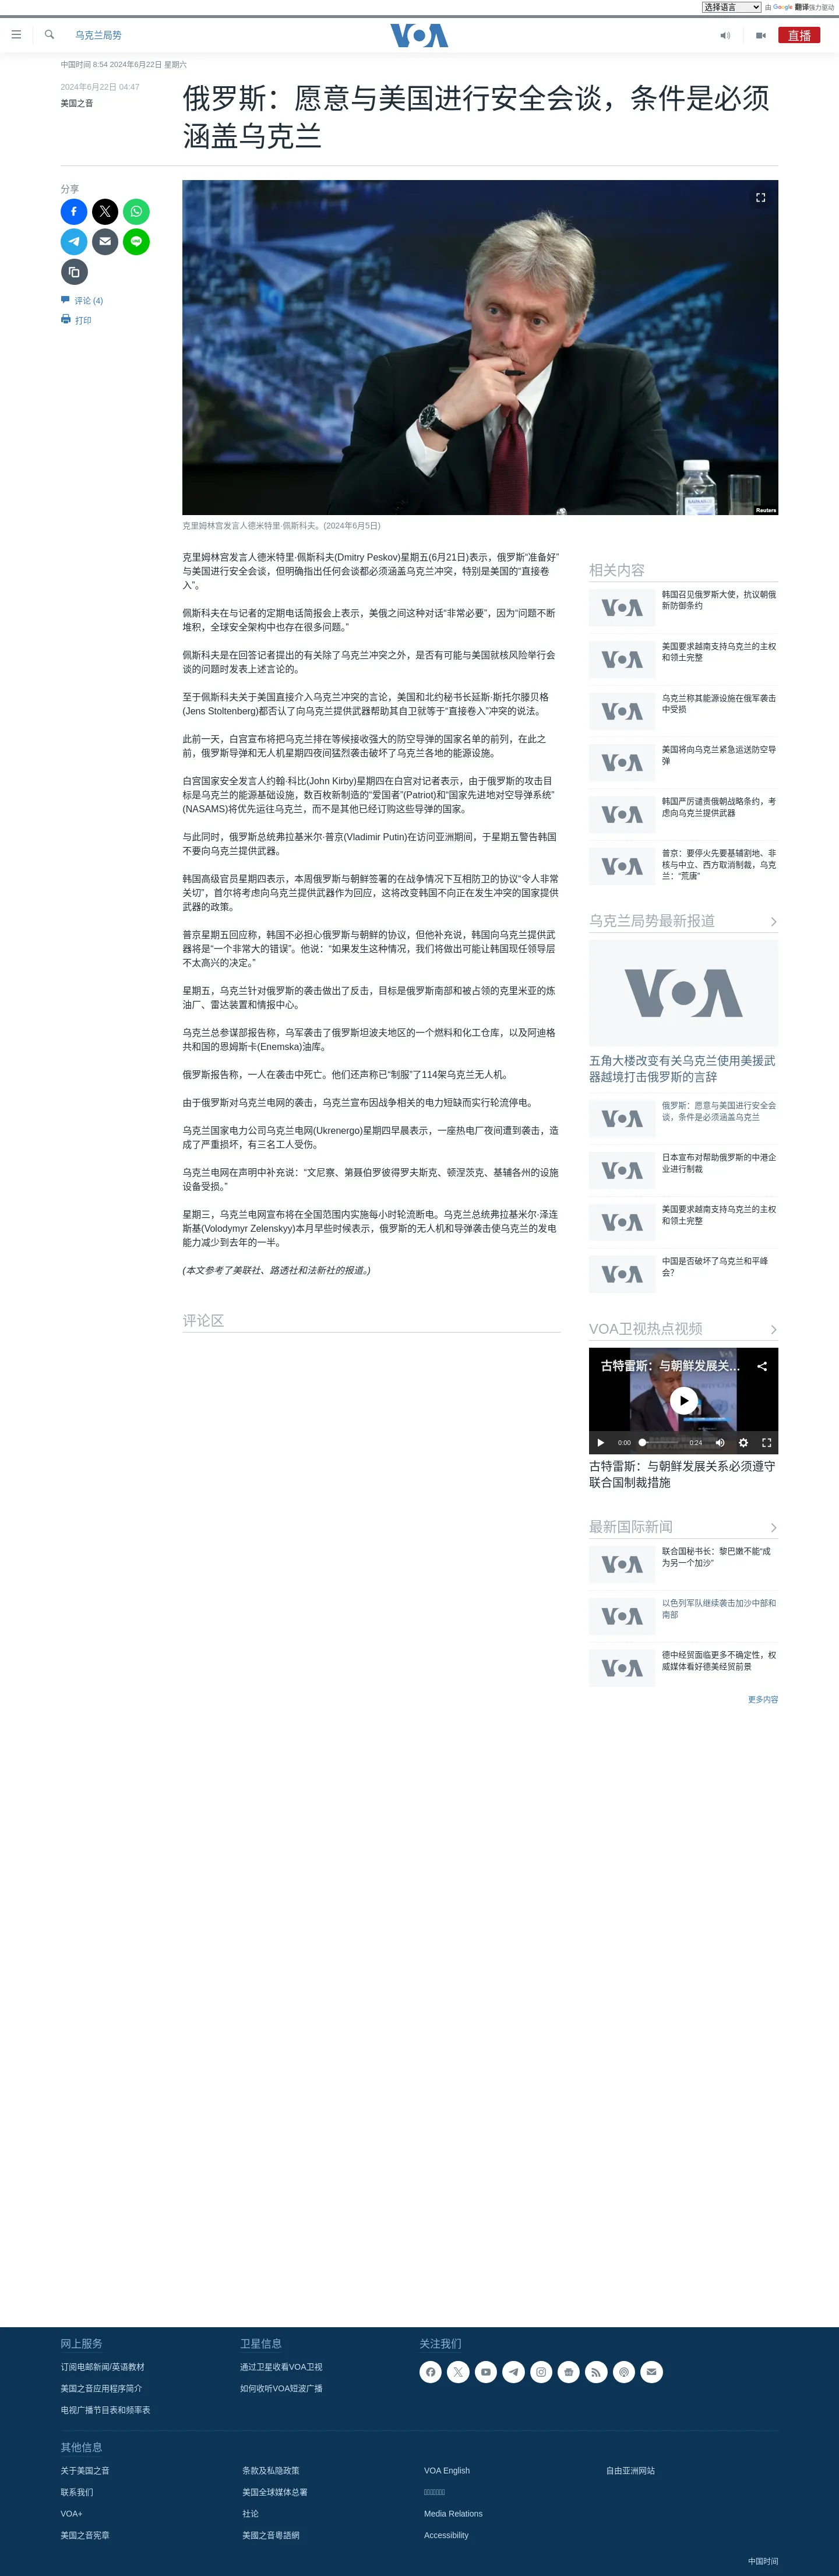 选择语言
由 Google 翻译强力驱动
乌克兰局势
VOA
直播
中国时间 8:54 2024年6月22日 星期六
2024年6月22日 04:47
美国之音
俄罗斯：愿意与美国进行安全会谈，条件是必须
涵盖乌克兰
分享
评论 (4)
打印
Reuters
克里姆林宫发言人德米特里·佩斯科夫。(2024年6月5日)
克里姆林宫发言人德米特里·佩斯科夫(Dmitry Peskov)星期五(6月21日)表示，俄罗斯“准备好”
与美国进行安全会谈，但明确指出任何会谈都必须涵盖乌克兰冲突，特别是美国的“直接卷
入”。
佩斯科夫在与记者的定期电话简报会上表示，美俄之间这种对话“非常必要”，因为“问题不断
堆积，全球安全架构中也存在很多问题。”
佩斯科夫是在回答记者提出的有关除了乌克兰冲突之外，是否有可能与美国就核风险举行会
谈的问题时发表上述言论的。
至于佩斯科夫关于美国直接介入乌克兰冲突的言论，美国和北约秘书长延斯·斯托尔滕贝格
(Jens Stoltenberg)都否认了向乌克兰提供武器帮助其自卫就等于“直接卷入”冲突的说法。
此前一天，白宫宣布将把乌克兰排在等候接收强大的防空导弹的国家名单的前列，在此之
前，俄罗斯导弹和无人机星期四夜间猛烈袭击破坏了乌克兰各地的能源设施。
白宫国家安全发言人约翰·科比(John Kirby)星期四在白宫对记者表示，由于俄罗斯的攻击目
标是乌克兰的能源基础设施，数百枚新制造的“爱国者”(Patriot)和“国家先进地对空导弹系统”
(NASAMS)将优先运往乌克兰，而不是其他已经订购这些导弹的国家。
与此同时，俄罗斯总统弗拉基米尔·普京(Vladimir Putin)在访问亚洲期间，于星期五警告韩国
不要向乌克兰提供武器。
韩国高级官员星期四表示，本周俄罗斯与朝鲜签署的在战争情况下互相防卫的协议“令人非常
关切”，首尔将考虑向乌克兰提供武器作为回应，这将改变韩国不向正在发生冲突的国家提供
武器的政策。
普京星期五回应称，韩国不必担心俄罗斯与朝鲜的协议，但他补充说，韩国向乌克兰提供武
器将是“一个非常大的错误”。他说：“如果发生这种情况，我们将做出可能让韩国现任领导层
不太高兴的决定。”
星期五，乌克兰针对俄罗斯的袭击做出了反击，目标是俄罗斯南部和被占领的克里米亚的炼
油厂、雷达装置和情报中心。
乌克兰总参谋部报告称，乌军袭击了俄罗斯坦波夫地区的一个燃料和化工仓库，以及阿迪格
共和国的恩姆斯卡(Enemska)油库。
俄罗斯报告称，一人在袭击中死亡。他们还声称已“制服”了114架乌克兰无人机。
由于俄罗斯对乌克兰电网的袭击，乌克兰宣布因战争相关的电力短缺而实行轮流停电。
乌克兰国家电力公司乌克兰电网(Ukrenergo)星期四早晨表示，一座热电厂夜间遭到袭击，造
成了严重损坏，有三名工人受伤。
乌克兰电网在声明中补充说：“文尼察、第聂伯罗彼得罗夫斯克、顿涅茨克、基辅各州的设施
设备受损。”
星期三，乌克兰电网宣布将在全国范围内实施每小时轮流断电。乌克兰总统弗拉基米尔·泽连
斯基(Volodymyr Zelenskyy)本月早些时候表示，俄罗斯的无人机和导弹袭击使乌克兰的发电
能力减少到去年的一半。
(本文参考了美联社、路透社和法新社的报道。)
评论区
相关内容
VOA
韩国召见俄罗斯大使，抗议朝俄
新防御条约
VOA
美国要求越南支持乌克兰的主权
和领土完整
VOA
乌克兰称其能源设施在俄军袭击
中受损
VOA
美国将向乌克兰紧急运送防空导
弹
VOA
韩国严厉谴责俄朝战略条约，考
虑向乌克兰提供武器
VOA
普京：要停火先要基辅割地、非
核与中立、西方取消制裁，乌克
兰：“荒唐”
乌克兰局势最新报道
VOA
五角大楼改变有关乌克兰使用美援武
器越境打击俄罗斯的言辞
VOA
俄罗斯：愿意与美国进行安全会
谈，条件是必须涵盖乌克兰
VOA
日本宣布对帮助俄罗斯的中港企
业进行制裁
VOA
美国要求越南支持乌克兰的主权
和领土完整
VOA
中国是否破坏了乌克兰和平峰
会？
VOA卫视热点视频
古特雷斯：与朝鲜发展关...
0:00
0:24
古特雷斯：与朝鲜发展关系必须遵守
联合国制裁措施
最新国际新闻
VOA
联合国秘书长：黎巴嫩不能“成
为另一个加沙”
VOA
以色列军队继续袭击加沙中部和
南部
VOA
德中经贸面临更多不确定性，权
威媒体看好德美经贸前景
更多内容
网上服务
订阅电邮新闻/英语教材
美国之音应用程序简介
电视广播节目表和频率表
卫星信息
通过卫星收看VOA卫视
如何收听VOA短波广播
关注我们
其他信息
关于美国之音
条款及私隐政策
VOA English
自由亚洲网站
联系我们
美国全球媒体总署
VOA+
社论
Media Relations
美国之音宪章
美國之音粵語網
Accessibility
中国时间